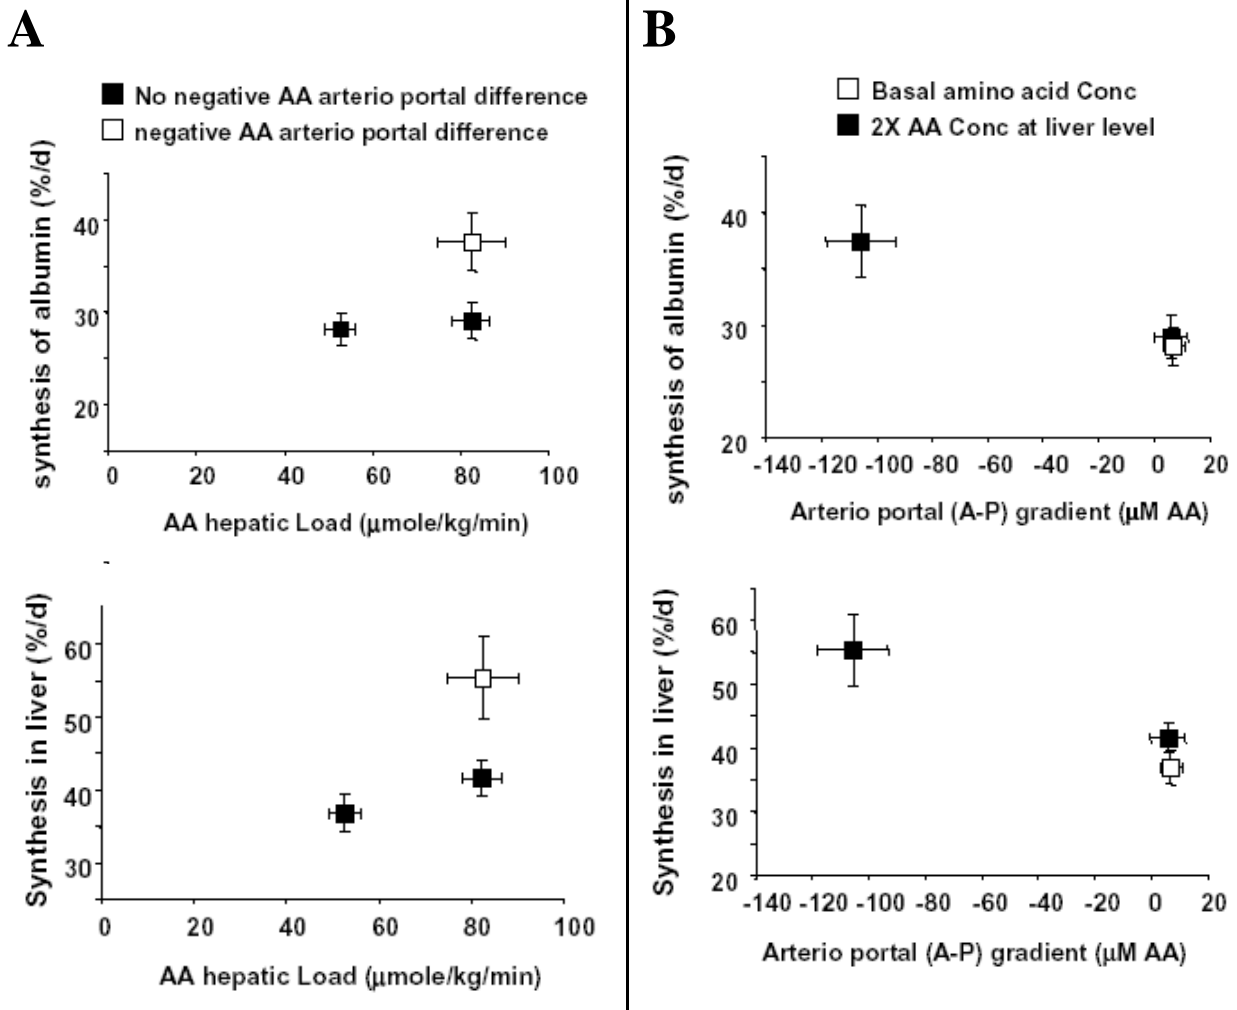 A
No negative AA arterio portal difference
negative AA arterio portal difference
synthesis of albumin (%/d)
40
30
20
0 20 40 60 80 100
AA hepatic Load (μmole/kg/min)
Synthesis in liver (%/d)
60
50
40
30
0 20 40 60 80 100
AA hepatic Load (μmole/kg/min)
B
Basal amino acid Conc
2X AA Conc at liver level
synthesis of albumin (%/d)
40
30
20
-140 -120 -100 -80 -60 -40 -20 0 20
Arterio portal (A-P) gradient (μM AA)
Synthesis in liver (%/d)
60
50
40
30
20
-140 -120 -100 -80 -60 -40 -20 0 20
Arterio portal (A-P) gradient (μM AA)